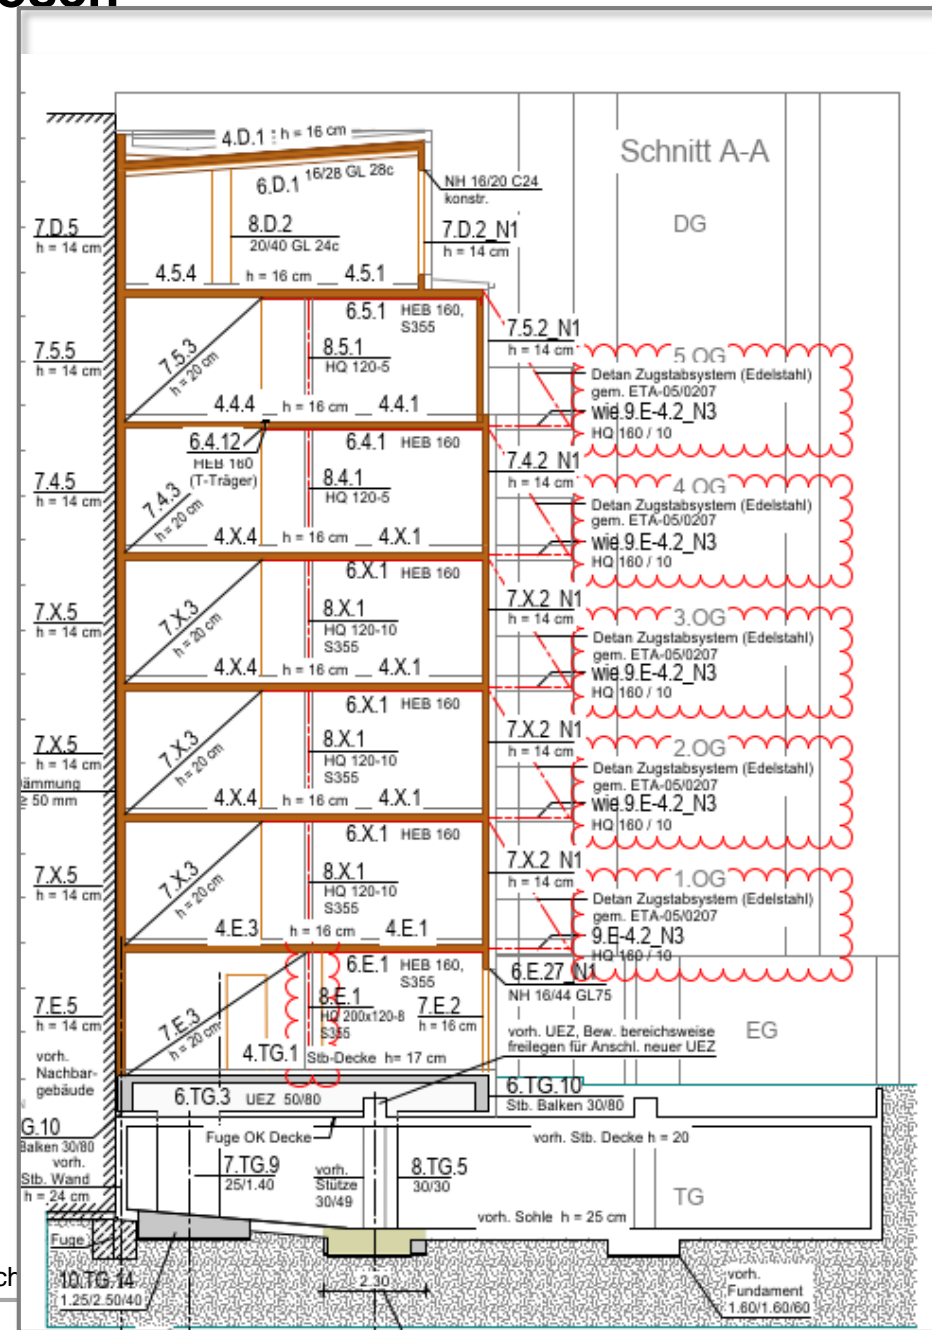 Schnitt A-A
4.D.1 h = 16 cm
6.D.1 16/28 GL 28c
NH 16/20 C24
konstr.
DG
7.D.5
h = 14 cm
8.D.2
20/40 GL 24c
7.D.2_N1
h = 14 cm
4.5.4 h = 16 cm 4.5.1
6.5.1 HEB 160,
S355
7.5.2_N1
h = 14 cm
5.OG
7.5.5
h = 14 cm
7.5.3
h = 20 cm
8.5.1
HQ 120-5
Detan Zugstabsystem (Edelstahl)
gem. ETA-05/0207
wie 9.E-4.2_N3
HQ 160 / 10
4.4.4 h = 16 cm 4.4.1
6.4.12
HEB 160
(T-Träger)
6.4.1 HEB 160
7.4.2_N1
h = 14 cm
4.OG
7.4.5
h = 14 cm
7.4.3
h = 20 cm
8.4.1
HQ 120-5
Detan Zugstabsystem (Edelstahl)
gem. ETA-05/0207
wie 9.E-4.2_N3
HQ 160 / 10
4.X.4 h = 16 cm 4.X.1
6.X.1 HEB 160
7.X.2_N1
h = 14 cm
3.OG
7.X.5
h = 14 cm
7.X.3
h = 20 cm
8.X.1
HQ 120-10
S355
Detan Zugstabsystem (Edelstahl)
gem. ETA-05/0207
wie 9.E-4.2_N3
HQ 160 / 10
4.X.4 h = 16 cm 4.X.1
6.X.1 HEB 160
7.X.2_N1
h = 14 cm
2.OG
7.X.5
h = 14 cm
ämmung
≥ 50 mm
7.X.3
h = 20 cm
8.X.1
HQ 120-10
S355
Detan Zugstabsystem (Edelstahl)
gem. ETA-05/0207
wie 9.E-4.2_N3
HQ 160 / 10
4.X.4 h = 16 cm 4.X.1
6.X.1 HEB 160
7.X.2_N1
h = 14 cm
1.OG
7.X.5
h = 14 cm
7.X.3
h = 20 cm
8.X.1
HQ 120-10
S355
Detan Zugstabsystem (Edelstahl)
gem. ETA-05/0207
9.E-4.2_N3
HQ 160 / 10
4.E.3 h = 16 cm 4.E.1
6.E.1 HEB 160,
S355
6.E.27_N1
NH 16/44 GL75
7.E.5
h = 14 cm
7.E.3
h = 20 cm
8.E.1
HQ 200x120-8
S355
7.E.2
h = 16 cm
EG
vorh. UEZ, Bew. bereichsweise
freilegen für Anschl. neuer UEZ
4.TG.1 Stb-Decke h= 17 cm
vorh.
Nachbar-
gebäude
6.TG.3 UEZ 50/80
6.TG.10
Stb. Balken 30/80
G.10
Balken 30/80
vorh.
Stb. Wand
h = 24 cm
Fuge OK Decke
vorh. Stb. Decke h = 20
7.TG.9
25/1.40
vorh.
Stütze
30/49
8.TG.5
30/30
TG
vorh. Sohle h = 25 cm
Fuge
10.TG.14
1.25/2.50/40
2.30
vorh.
Fundament
1.60/1.60/60
ch